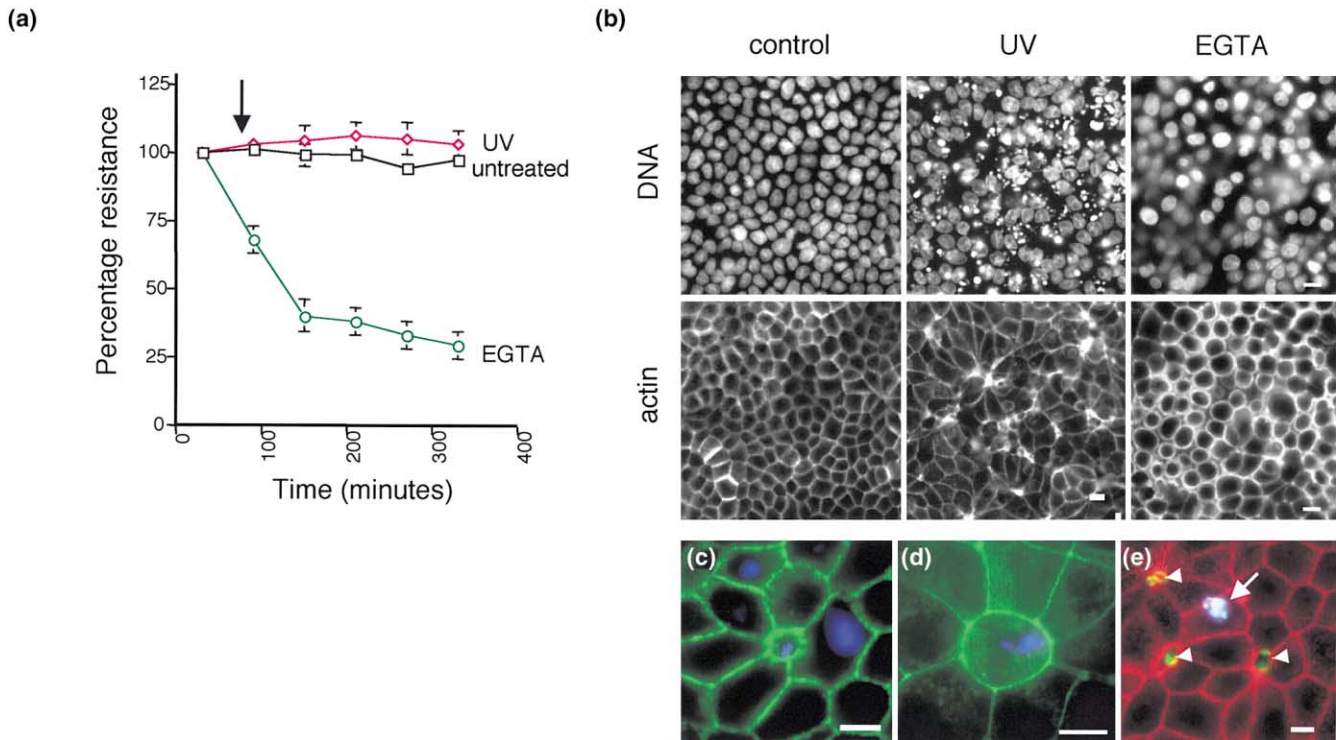 (a)
125
100
75
50
25
0
Percentage resistance
UV
untreated
EGTA
0
100
200
300
400
Time (minutes)
(b)
control
UV
EGTA
DNA
actin
(c)
(d)
(e)